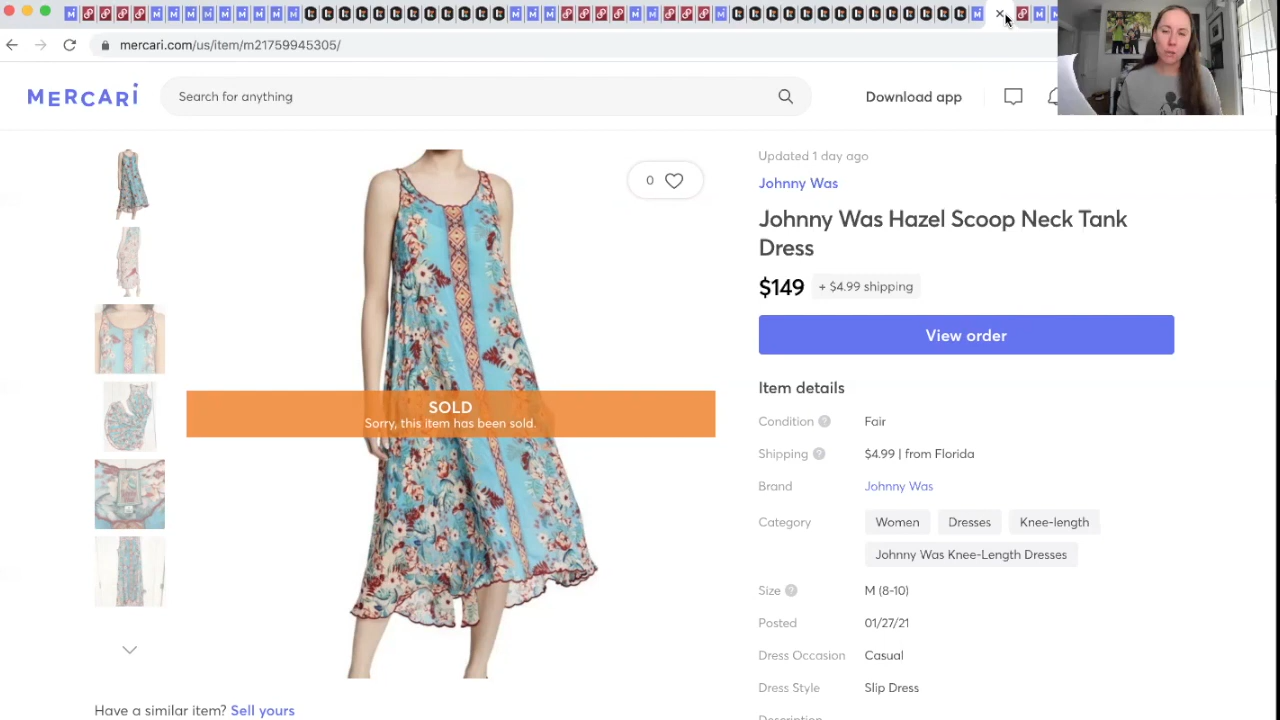 mercari.com/us/item/m21759945305/
MERCARI
Search for anything
Download app
Updated 1 day ago
Johnny Was
Johnny Was Hazel Scoop Neck Tank
Dress
0
$149 + $4.99 shipping
View order
SOLD
Sorry, this item has been sold.
Item details
Condition ? Fair
Shipping ? $4.99 | from Florida
Brand Johnny Was
Category Women Dresses Knee-length
Johnny Was Knee-Length Dresses
Size ? M (8-10)
Posted 01/27/21
Dress Occasion Casual
Dress Style Slip Dress
Have a similar item? Sell yours